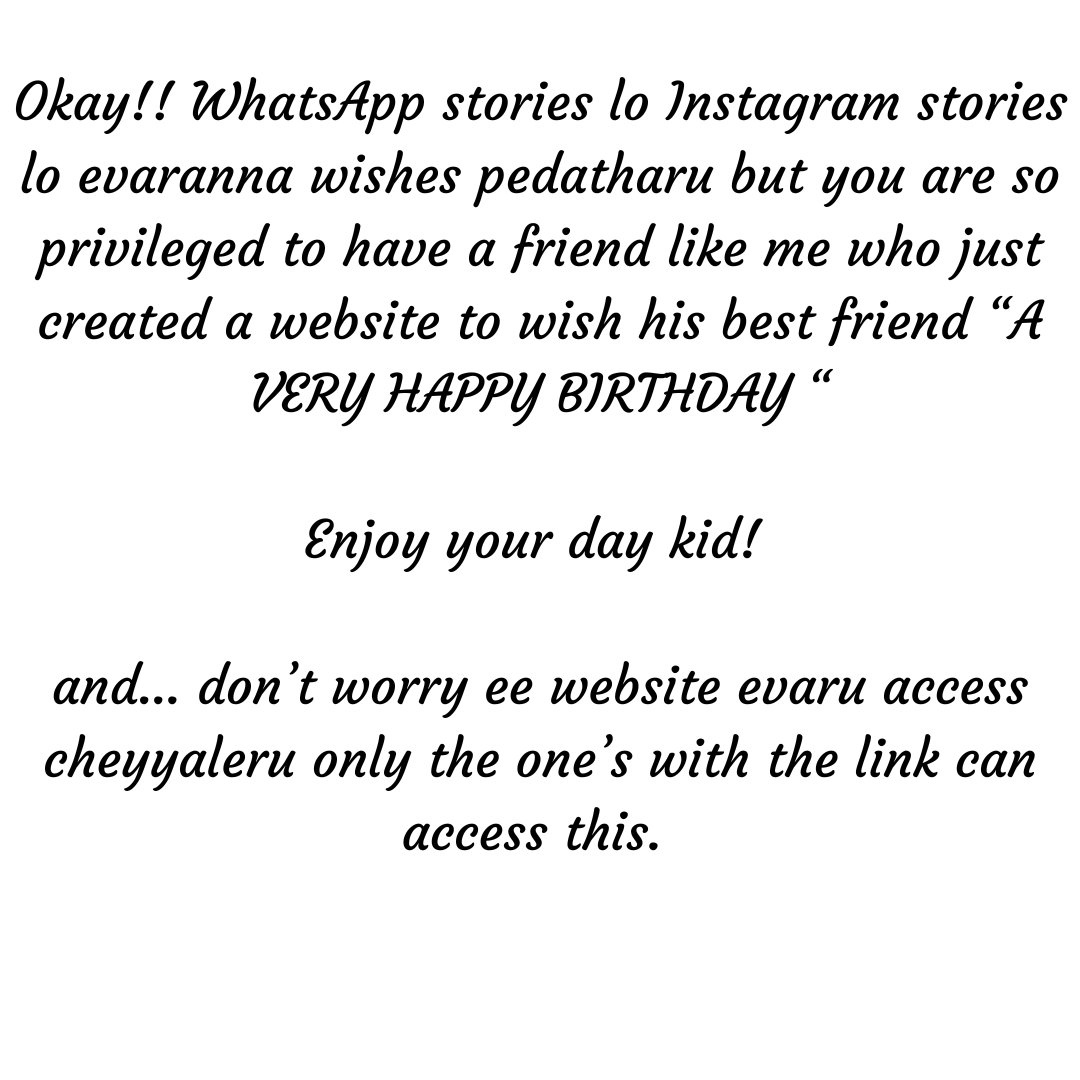 Okay!! WhatsApp stories lo Instagram stories
lo evaranna wishes pedatharu but you are so
privileged to have a friend like me who just
created a website to wish his best friend “A
VERY HAPPY BIRTHDAY “
Enjoy your day kid!
and... don’t worry ee website evaru access
cheyyaleru only the one’s with the link can
access this.